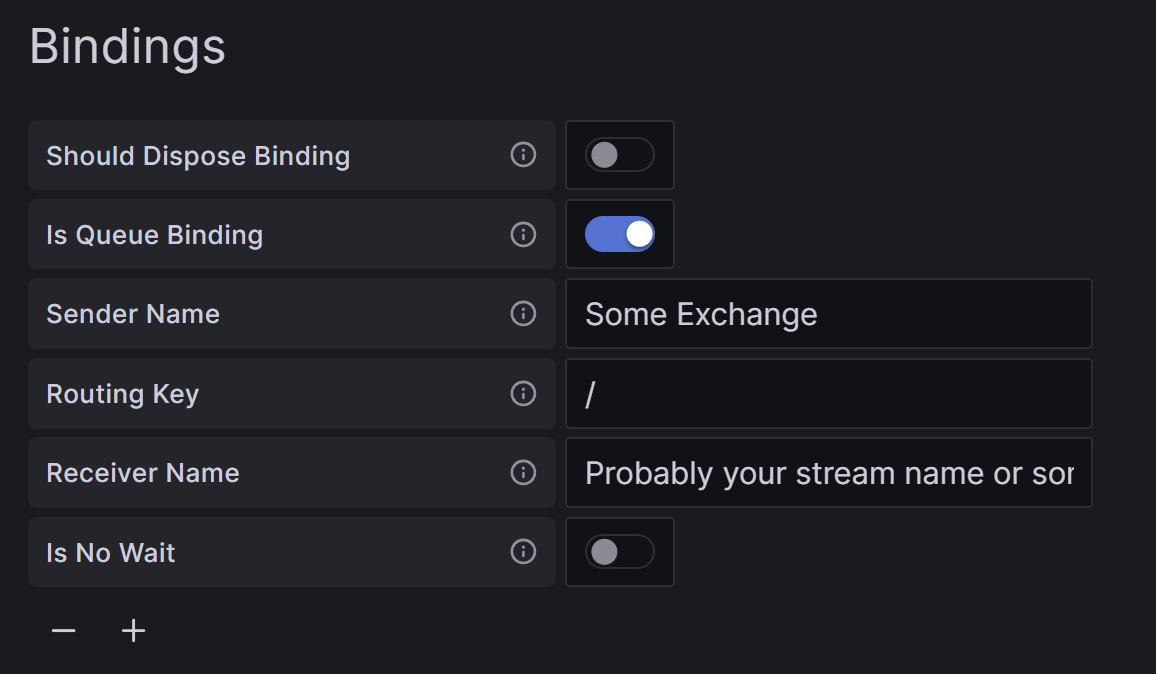 Bindings
Should Dispose Binding
Is Queue Binding
Sender Name Some Exchange
Routing Key /
Receiver Name Probably your stream name or sor
Is No Wait